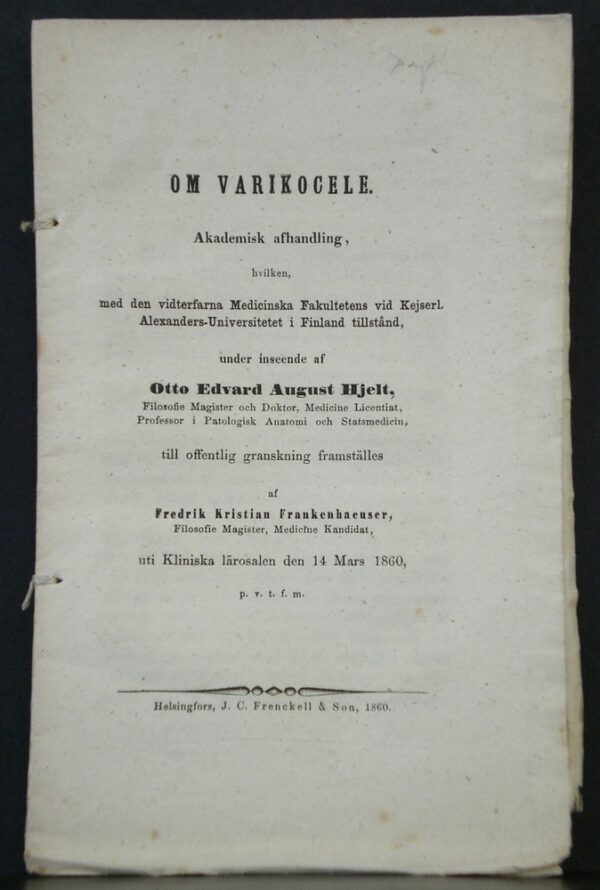 OM VARIKOCELE.
Akademisk afhandling,
hvilken,
med den vidterfarna Medicinska Fakultetens vid Kejserl.
Alexanders-Universitetet i Finland tillstånd,
under inseende af
Otto Edvard August Hjelt,
Filosofie Magister och Doktor, Medicine Licentiat,
Professor i Patologisk Anatomi och Statsmedicin,
till offentlig granskning framställes
af
Fredrik Kristian Frankenhaeuser,
Filosofie Magister, Medicine Kandidat,
uti Kliniska lärosalen den 14 Mars 1860,
p. v. t. f. m.
Helsingfors, J. C. Frenckell & Son, 1860.